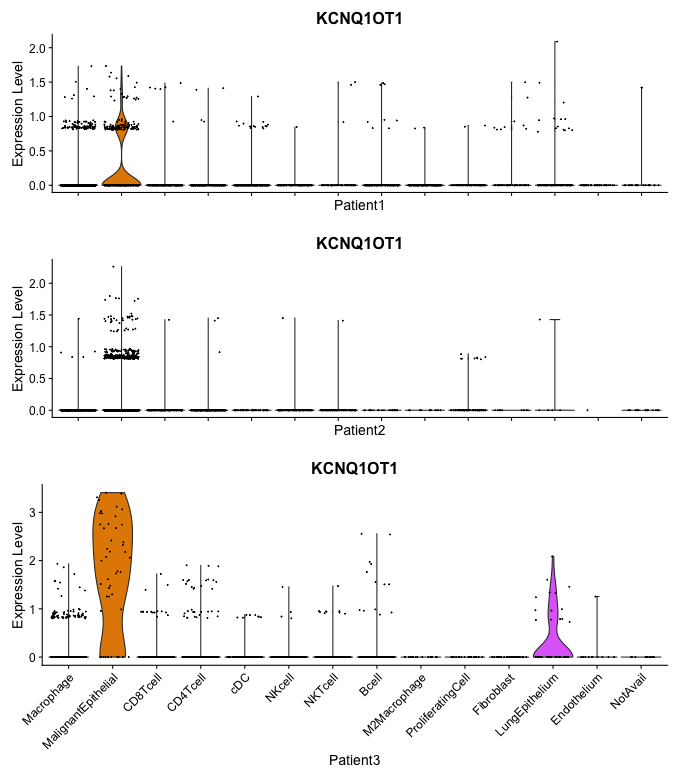 KCNQ1OT1
Expression Level
2.0
1.5
1.0
0.5
0.0
Patient1
KCNQ1OT1
Expression Level
2.0
1.5
1.0
0.5
0.0
Patient2
KCNQ1OT1
Expression Level
3
2
1
0
Macrophage
MalignantEpithelial
CD8Tcell
CD4Tcell
cDC
NKcell
NKTcell
Bcell
M2Macrophage
ProliferatingCell
Fibroblast
LungEpithelium
Endothelium
NotAvail
Patient3